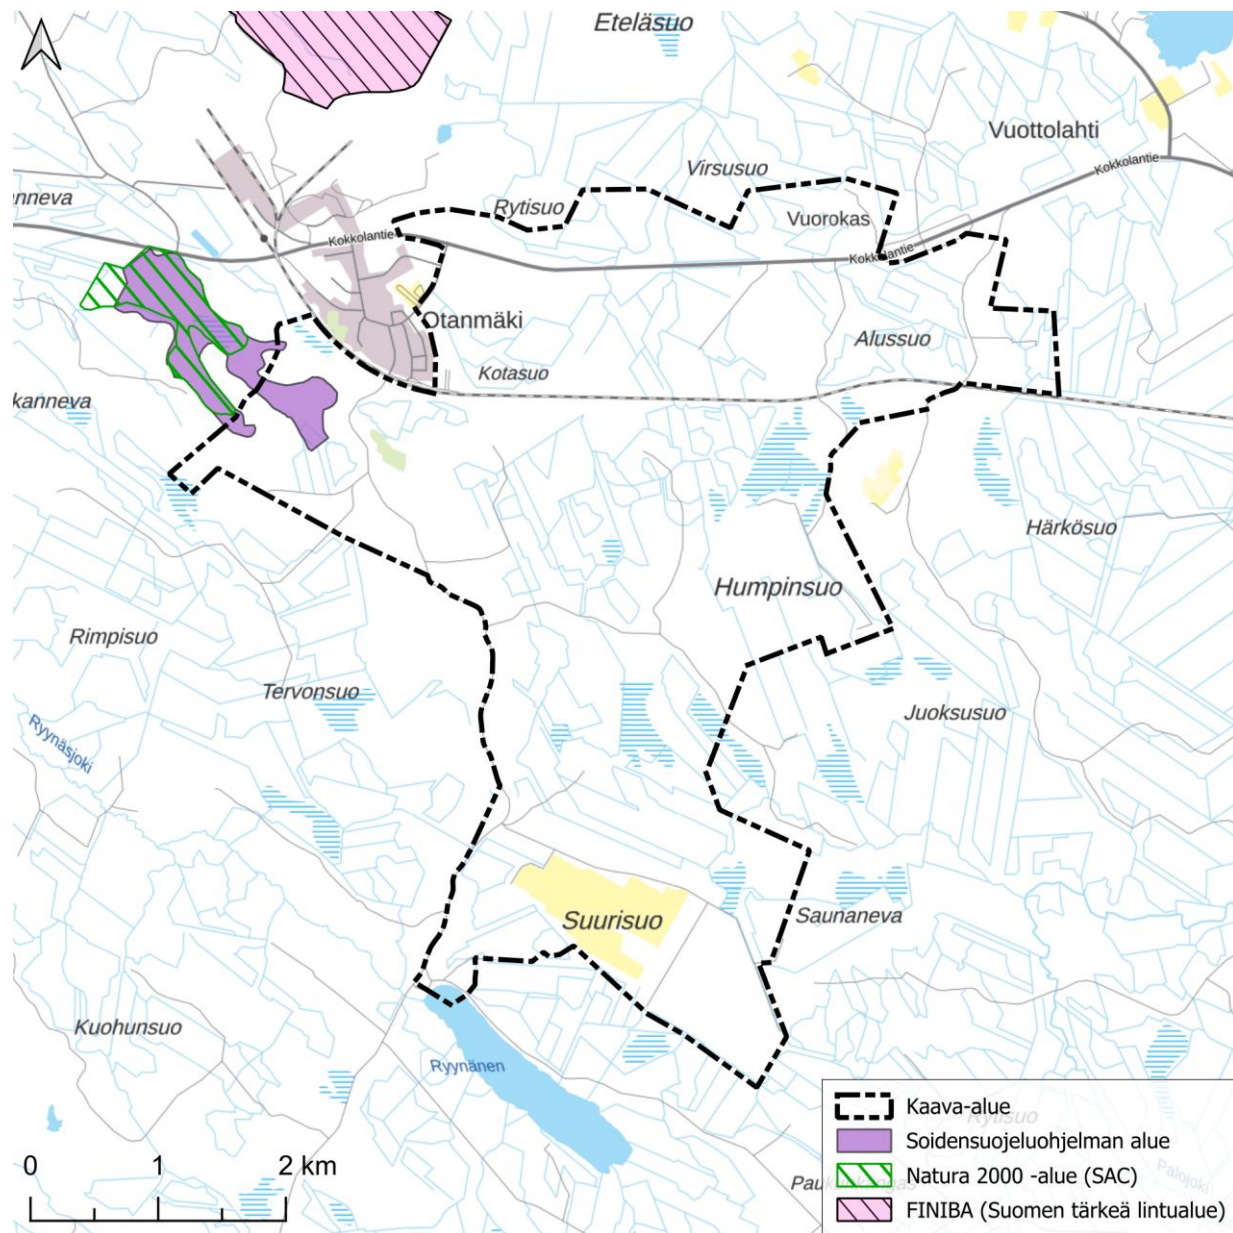 Eteläsuo
Vuottolahti
Kokkolantie
Virsusuo
nneva
Rytisuo
Vuorokas
Kokkolantie
Kokkolantie
Otanmäki
Alussuo
Kotasuo
kanneva
Härkösuo
Humpinsuo
Rimpisuo
Tervonsuo
Juoksusuo
Ryynäsjoki
Suurisuo
Saunaneva
Kuohunsuo
Ryynänen
Kaava-alue
Rytisuo
Soidensuojeluohjelman alue
Natura 2000 -alue (SAC)
Palojoki
FINIBA (Suomen tärkeä lintualue)
0 1 2 km